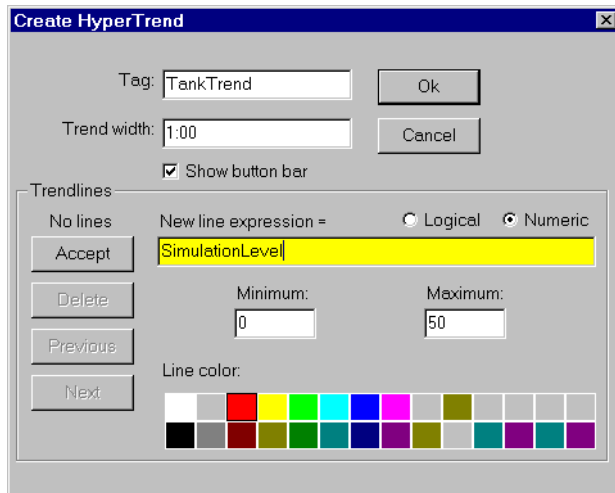 Create HyperTrend
Tag: TankTrend Ok
Trend width: 1:00 Cancel
Show button bar
Trendlines
No lines New line expression = Logical Numeric
Accept SimulationLevel
Delete Minimum: Maximum:
0 50
Previous
Line color:
Next